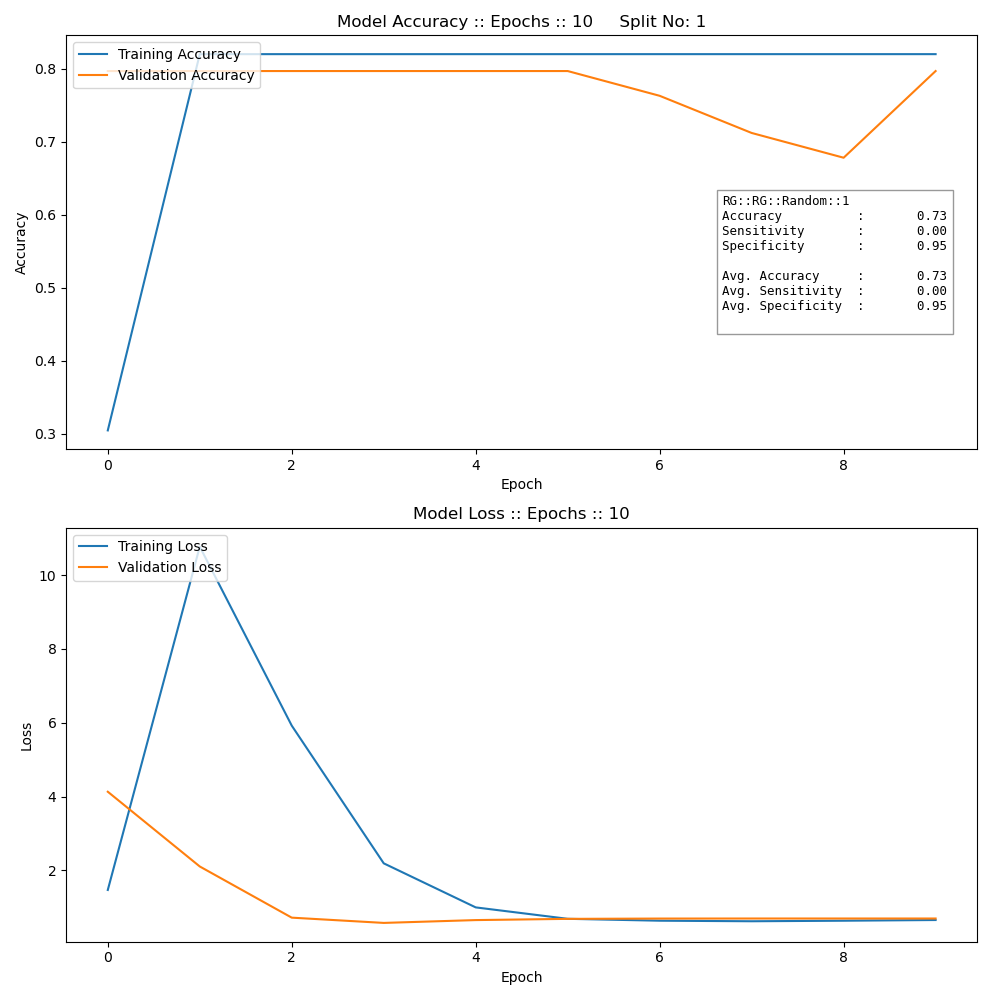 Model Accuracy :: Epochs :: 10     Split No: 1
Training Accuracy
Validation Accuracy
0.8
0.7
0.6
0.5
0.4
0.3
Accuracy
RG::RG::Random::1
Accuracy          :       0.73
Sensitivity       :       0.00
Specificity       :       0.95
Avg. Accuracy     :       0.73
Avg. Sensitivity  :       0.00
Avg. Specificity  :       0.95
0 2 4 6 8
Epoch
Model Loss :: Epochs :: 10
Training Loss
Validation Loss
10
8
6
4
2
Loss
0 2 4 6 8
Epoch